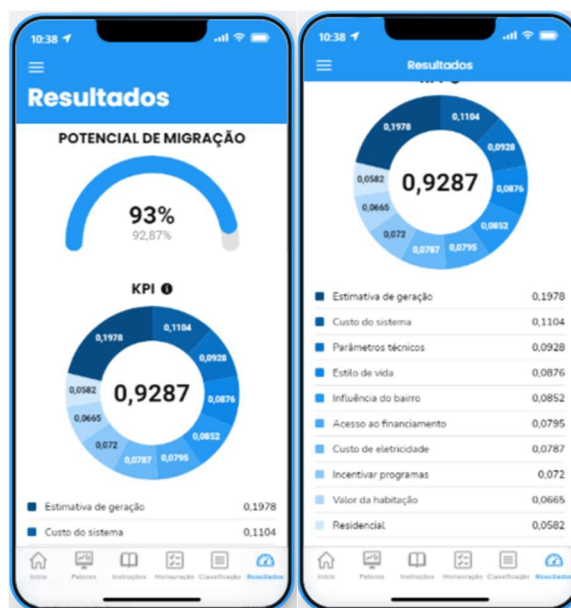 10:38
Resultados
POTENCIAL DE MIGRAÇÃO
93%
92,87%
KPI
0,1978
0,1104
0,0928
0,0876
0,0852
0,0795
0,0787
0,072
0,0665
0,0582
0,9287
Estimativa de geração 0,1978
Custo do sistema 0,1104
Início Fatores Instruções Mensuração Classificação Resultados
10:38
Resultados
0,1978
0,1104
0,0928
0,0876
0,0852
0,0795
0,0787
0,072
0,0665
0,0582
0,9287
Estimativa de geração 0,1978
Custo do sistema 0,1104
Parâmetros técnicos 0,0928
Estilo de vida 0,0876
Influência do bairro 0,0852
Acesso ao financiamento 0,0795
Custo de eletricidade 0,0787
Incentivar programas 0,072
Valor da habitação 0,0665
Residencial 0,0582
Início Fatores Instruções Mensuração Classificação Resultados